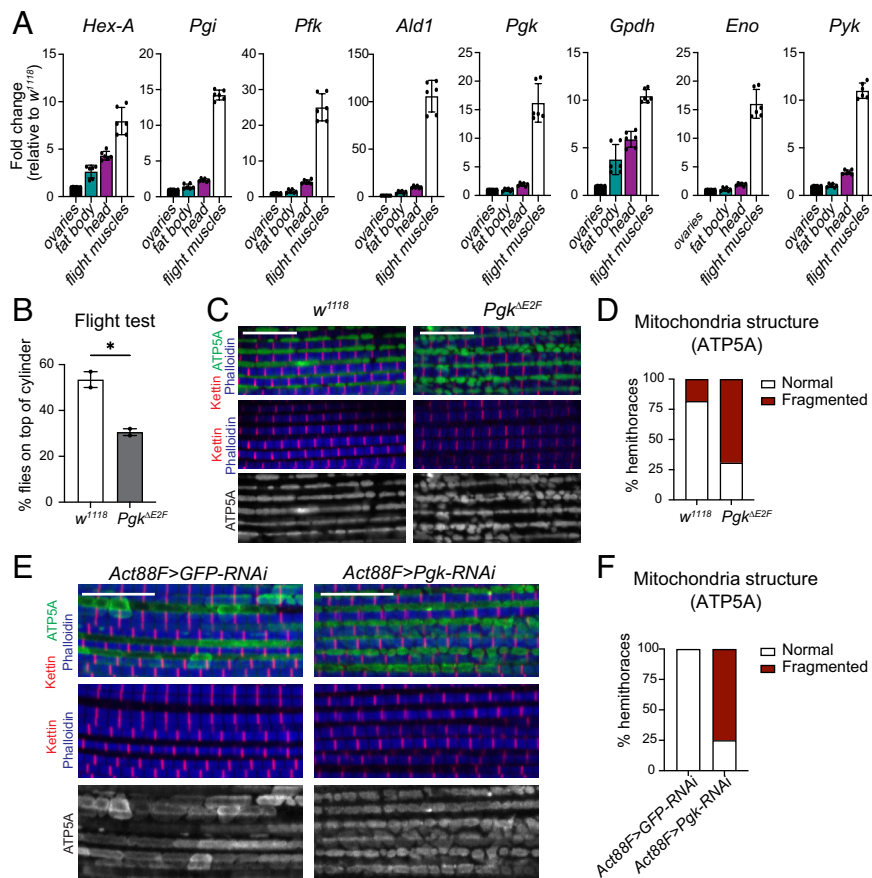 A
Hex-A Pgi Pfk Ald1 Pgk Gpdh Eno Pyk
Fold change
(relative to w1118)
15 10 5 0
20 15 10 5 0
40 30 20 10 0
150 100 50 0
25 20 15 10 5 0
15 10 5 0
25 20 15 10 5 0
15 10 5 0
ovaries fat body head flight muscles
ovaries fat body head flight muscles
ovaries fat body head flight muscles
ovaries fat body head flight muscles
ovaries fat body head flight muscles
ovaries fat body head flight muscles
ovaries fat body head flight muscles
ovaries fat body head flight muscles
B
Flight test
% flies on top of cylinder
60
40
20
0
*
w1118 PgkΔE2F
C
w1118 PgkΔE2F
Kettin ATP5A
Phalloidin
Kettin
Phalloidin
ATP5A
D
Mitochondria structure
(ATP5A)
% hemithoraces
100
75
50
25
0
Normal
Fragmented
w1118 PgkΔE2F
E
Act88F>GFP-RNAi Act88F>Pgk-RNAi
Kettin ATP5A
Phalloidin
Kettin
Phalloidin
ATP5A
F
Mitochondria structure
(ATP5A)
% hemithoraces
100
75
50
25
0
Normal
Fragmented
Act88F>GFP-RNAi
Act88F>Pgk-RNAi